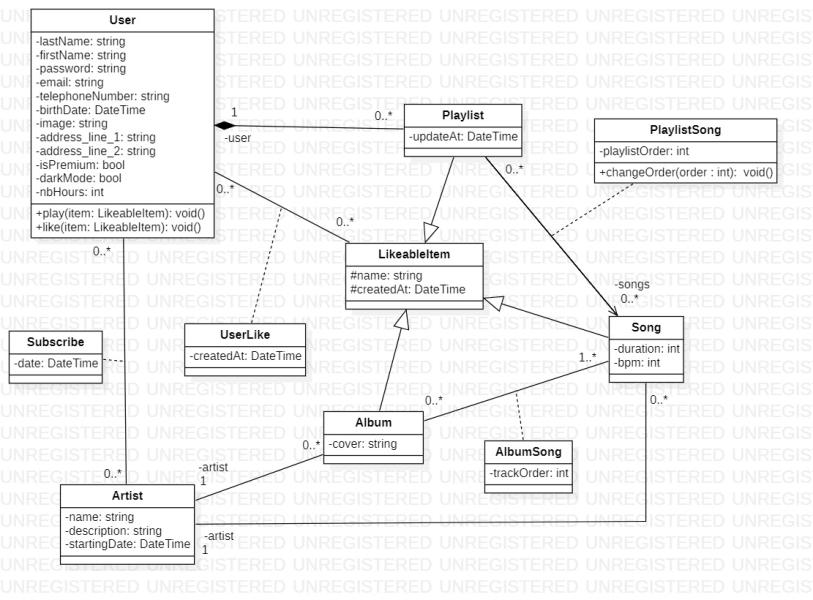 User
-lastName: string
-firstName: string
-password: string
-email: string
-telephoneNumber: string
-birthDate: DateTime
-image: string
-address_line_1: string
-address_line_2: string
-isPremium: bool
-darkMode: bool
-nbHours: int
+play(item: LikeableItem): void()
+like(item: LikeableItem): void()
1
-user
0..*
Playlist
-updateAt: DateTime
PlaylistSong
-playlistOrder: int
+changeOrder(order : int): void()
0..*
0..*
0..*
0..*
LikeableItem
#name: string
#createdAt: DateTime
-songs
0..*
Song
-duration: int
-bpm: int
Subscribe
-date: DateTime
UserLike
-createdAt: DateTime
1..*
0..*
0..*
Album
-cover: string
0..*
AlbumSong
-trackOrder: int
0..*
-artist
1
Artist
-name: string
-description: string
-startingDate: DateTime
-artist
1
UNREGISTERED UNREGISTERED UNREGISTERED UNREGISTERED UNREGIS